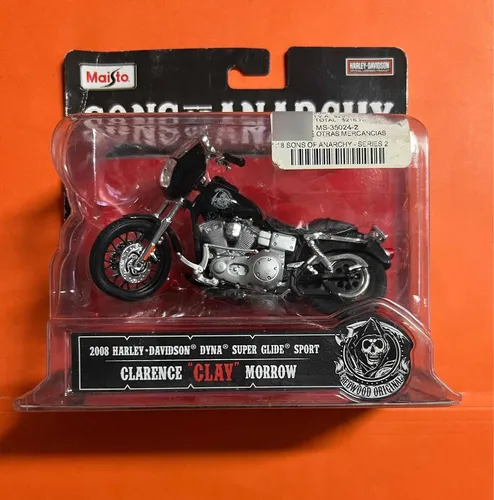 Maisto
HARLEY-DAVIDSON
SONS OF ANARCHY
TOTAL
MS-35024-2
OTRAS MERCANCIAS
SONS OF ANARCHY - SERIES 2
2008 HARLEY-DAVIDSON® DYNA® SUPER GLIDE® SPORT
CLARENCE "CLAY" MORROW
REDWOOD ORIGINAL